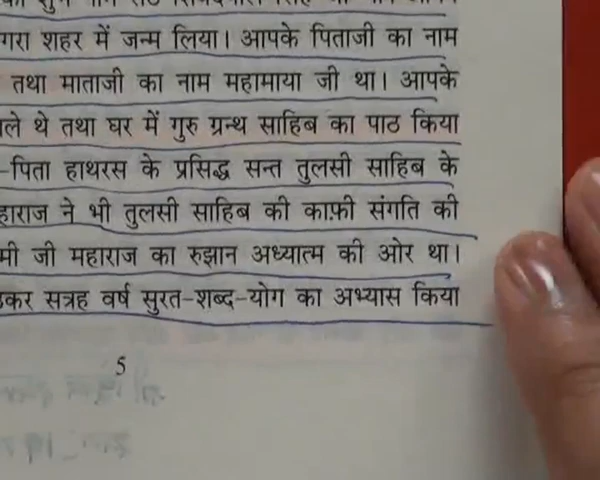 गरा शहर में जन्म लिया। आपके पिताजी का नाम
तथा माताजी का नाम महामाया जी था। आपके
ले थे तथा घर में गुरु ग्रन्थ साहिब का पाठ किया
-पिता हाथरस के प्रसिद्ध सन्त तुलसी साहिब के
हाराज ने भी तुलसी साहिब की काफ़ी संगति की
मी जी महाराज का रुझान अध्यात्म की ओर था।
कर सत्रह वर्ष सुरत-शब्द-योग का अभ्यास किया
5